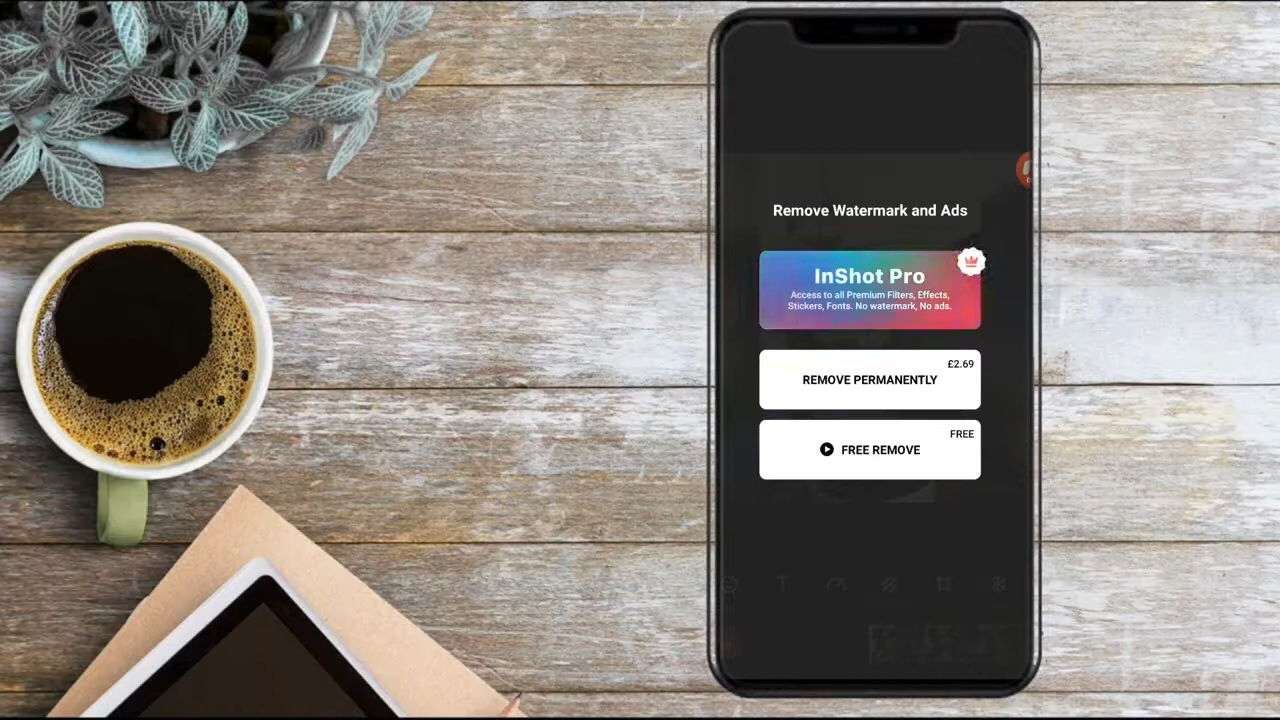 Remove Watermark and Ads
InShot Pro
Access to all Premium Filters, Effects,
Stickers, Fonts. No watermark, No ads.
£2.69
REMOVE PERMANENTLY
FREE
FREE REMOVE
T